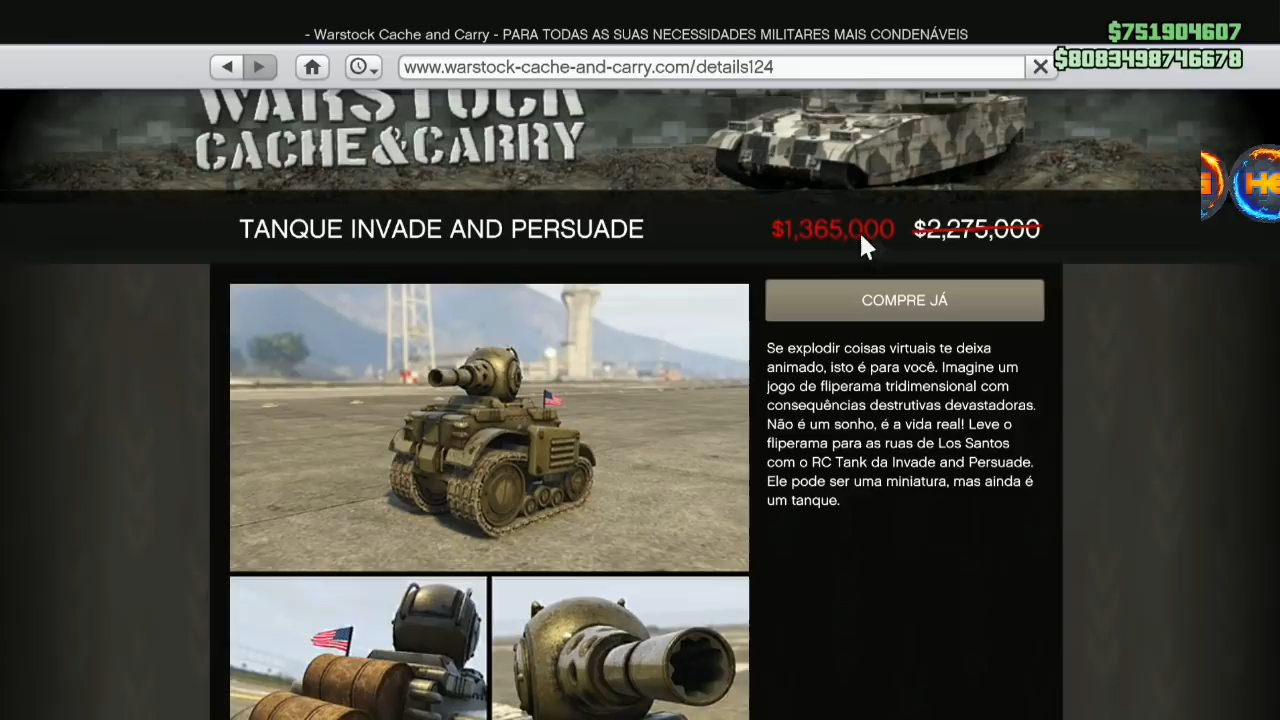 - Warstock Cache and Carry - PARA TODAS AS SUAS NECESSIDADES MILITARES MAIS CONDENÁVEIS
$751904607
$8083498746678
www.warstock-cache-and-carry.com/details124
WARSTOCK
CACHE&CARRY
TANQUE INVADE AND PERSUADE
$1,365,000 $2,275,000
COMPRE JÁ
Se explodir coisas virtuais te deixa
animado, isto é para você. Imagine um
jogo de fliperama tridimensional com
consequências destrutivas devastadoras.
Não é um sonho, é a vida real! Leve o
fliperama para as ruas de Los Santos
com o RC Tank da Invade and Persuade.
Ele pode ser uma miniatura, mas ainda é
um tanque.